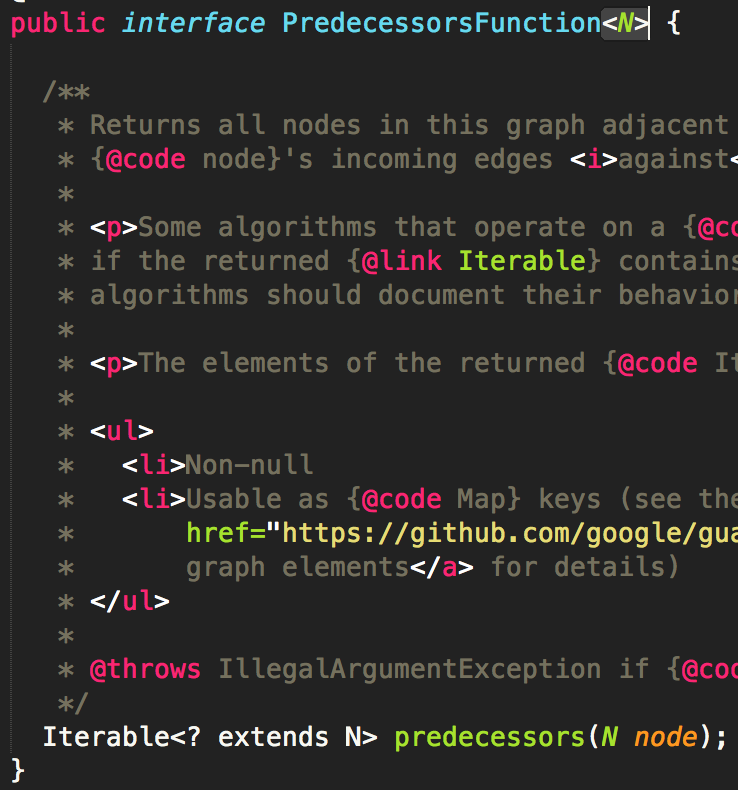 public interface PredecessorsFunction<N> {
/**
* Returns all nodes in this graph adjacent
* {@code node}'s incoming edges <i>against<
*
* <p>Some algorithms that operate on a {@co
* if the returned {@link Iterable} contains
* algorithms should document their behavior
*
* <p>The elements of the returned {@code It
*
* <ul>
*   <li>Non-null
*   <li>Usable as {@code Map} keys (see the
*       href="https://github.com/google/gua
*       graph elements</a> for details)
* </ul>
*
* @throws IllegalArgumentException if {@cod
*/
Iterable<? extends N> predecessors(N node);
}